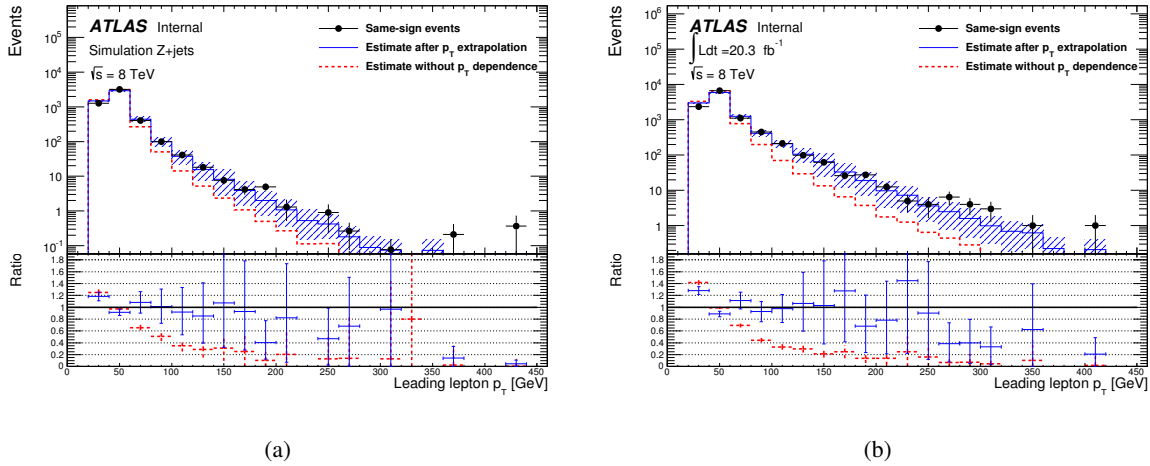 ATLAS Internal
Simulation Z+jets
√s = 8 TeV
Same-sign events
Estimate after p_T extrapolation
Estimate without p_T dependence
Events
10^4
10^3
10^2
10
1
10^-1
Ratio
1.8
1.6
1.4
1.2
1
0.8
0.6
0.4
0.2
0
0 50 100 150 200 250 300 350 400 450
Leading lepton p_T [GeV]
(a)
ATLAS Internal
∫ Ldt =20.3 fb^-1
√s = 8 TeV
Same-sign events
Estimate after p_T extrapolation
Estimate without p_T dependence
Events
10^6
10^5
10^4
10^3
10^2
10
1
Ratio
1.8
1.6
1.4
1.2
1
0.8
0.6
0.4
0.2
0
0 50 100 150 200 250 300 350 400 450
Leading lepton p_T [GeV]
(b)